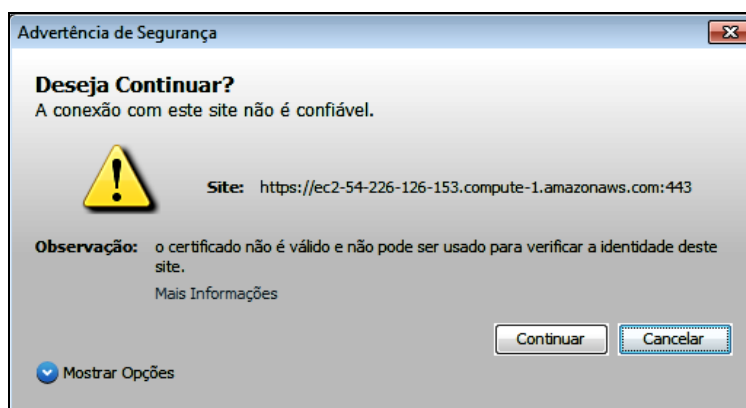 Advertência de Segurança
Deseja Continuar?
A conexão com este site não é confiável.
Site: https://ec2-54-226-126-153.compute-1.amazonaws.com:443
Observação: o certificado não é válido e não pode ser usado para verificar a identidade deste
site.
Mais Informações
Continuar Cancelar
Mostrar Opções